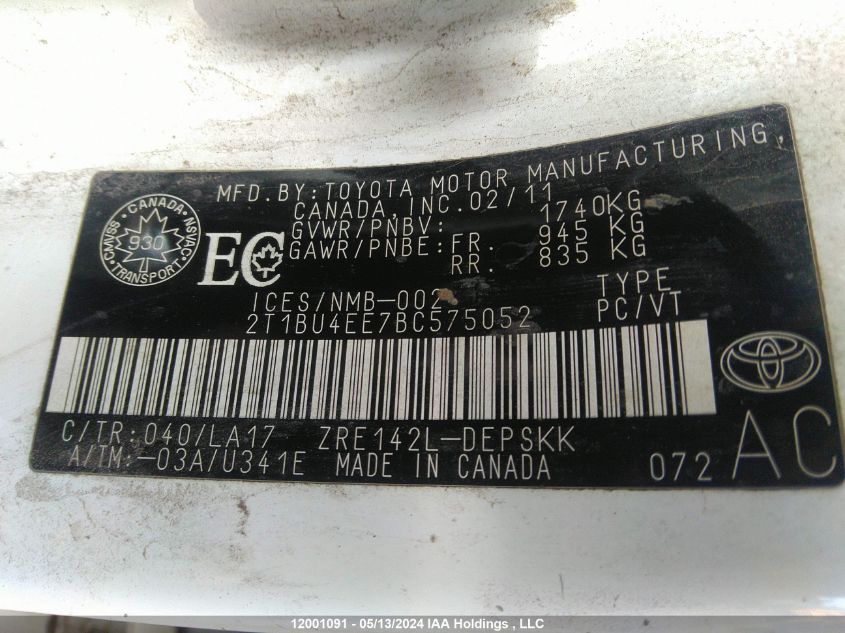 MFD.BY:TOYOTA MOTOR MANUFACTURING,
CANADA,INC.02/11
GVWR/PNBV: 1740KG
GAWR/PNBE:FR. 945 KG
RR. 835 KG
CANADA
CMVSS 930 NSVAC
TRANSPORT
EC
ICES/NMB-002
TYPE
2T1BU4EE7BC575052 PC/VT
C/TR:040/LA17 ZRE142L-DEPSKK
A/TM:-03A/U341E MADE IN CANADA 072 AC
12001091 - 05/13/2024 IAA Holdings , LLC